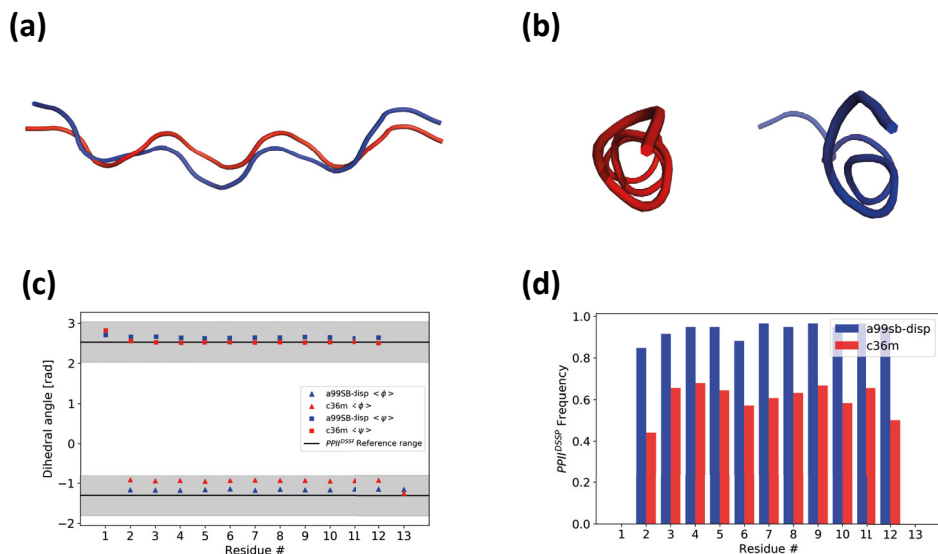 (a)
(b)
(c)
3
2
1
0
−1
−2
Dihedral angle [rad]
a99SB-disp < ϕ >
c36m < ϕ >
a99SB-disp < ψ >
c36m < ψ >
PPII^DSSP Reference range
1 2 3 4 5 6 7 8 9 10 11 12 13
Residue #
(d)
1.0
0.8
0.6
0.4
0.2
0.0
PPII^DSSP Frequency
a99sb-disp
c36m
1 2 3 4 5 6 7 8 9 10 11 12 13
Residue #